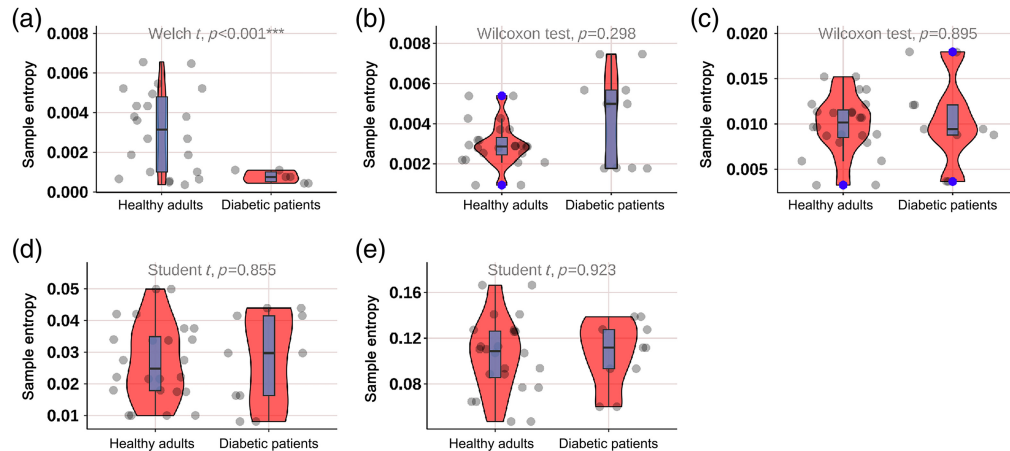 (a)
Welch t, p<0.001***
Sample entropy
0.008
0.006
0.004
0.002
0.000
Healthy adults
Diabetic patients
(b)
Wilcoxon test, p=0.298
Sample entropy
0.008
0.006
0.004
0.002
Healthy adults
Diabetic patients
(c)
Wilcoxon test, p=0.895
Sample entropy
0.020
0.015
0.010
0.005
Healthy adults
Diabetic patients
(d)
Student t, p=0.855
Sample entropy
0.05
0.04
0.03
0.02
0.01
Healthy adults
Diabetic patients
(e)
Student t, p=0.923
Sample entropy
0.16
0.12
0.08
Healthy adults
Diabetic patients